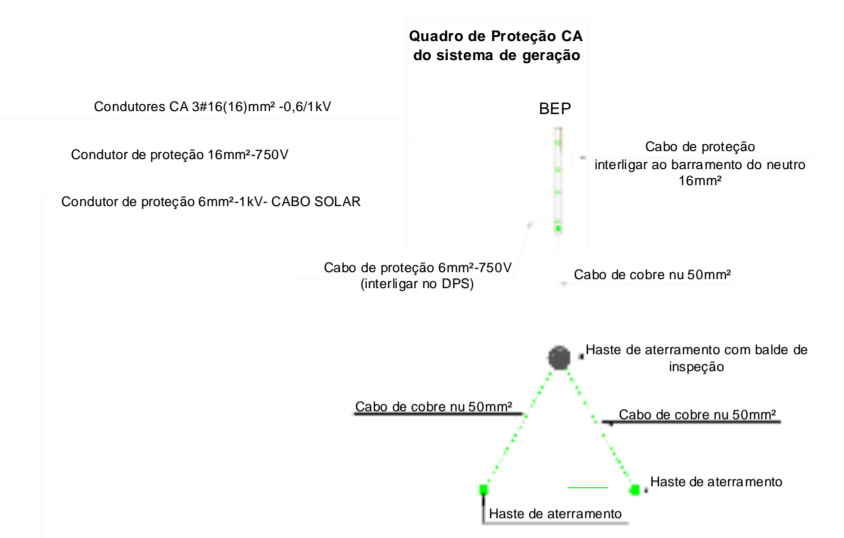 Quadro de Proteção CA
do sistema de geração
Condutores CA 3#16(16)mm² -0,6/1kV
BEP
Condutor de proteção 16mm²-750V
Cabo de proteção
interligar ao barramento do neutro
16mm²
Condutor de proteção 6mm²-1kV- CABO SOLAR
Cabo de proteção 6mm²-750V
(interligar no DPS)
Cabo de cobre nu 50mm²
Haste de aterramento com balde de
inspeção
Cabo de cobre nu 50mm²
Cabo de cobre nu 50mm²
Haste de aterramento
Haste de aterramento